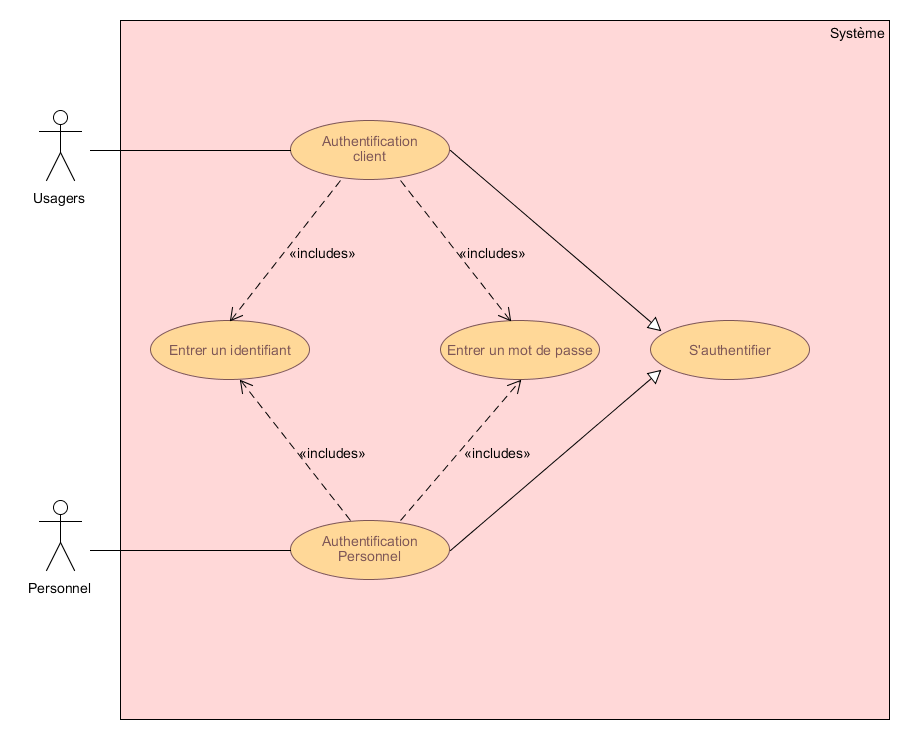 Système
Authentification
client
Usagers
«includes»
«includes»
Entrer un identifiant
Entrer un mot de passe
S'authentifier
«includes»
«includes»
Authentification
Personnel
Personnel